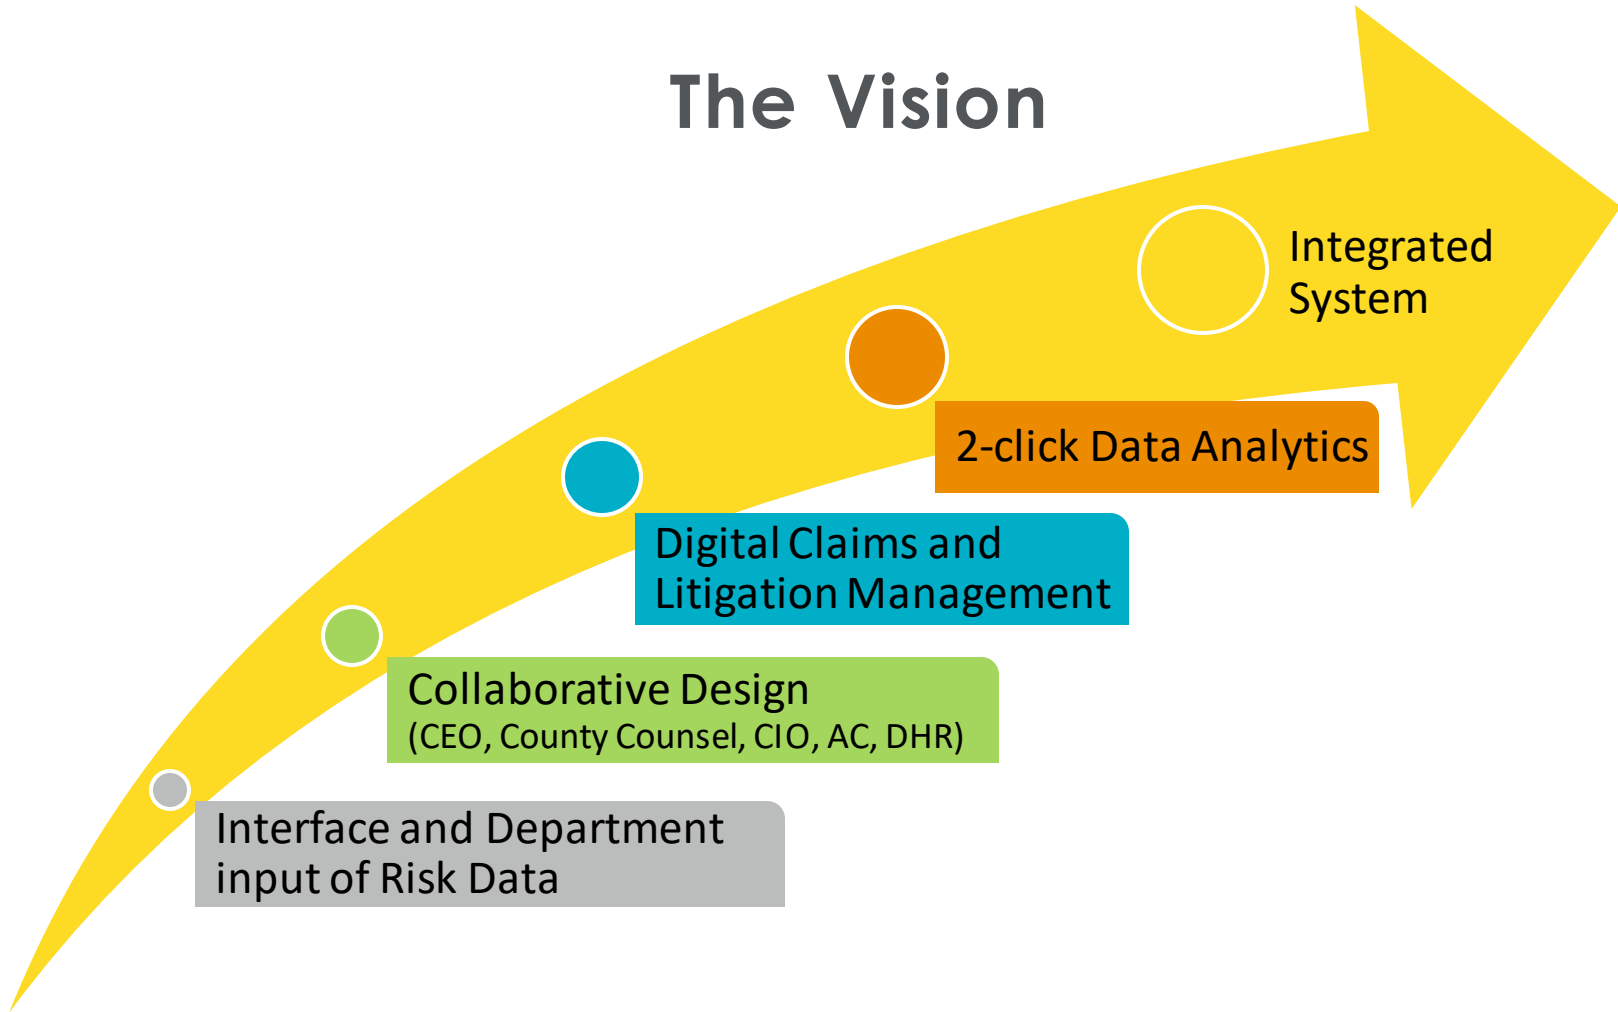 The Vision
Integrated
System
2-click Data Analytics
Digital Claims and
Litigation Management
Collaborative Design
(CEO, County Counsel, CIO, AC, DHR)
Interface and Department
input of Risk Data